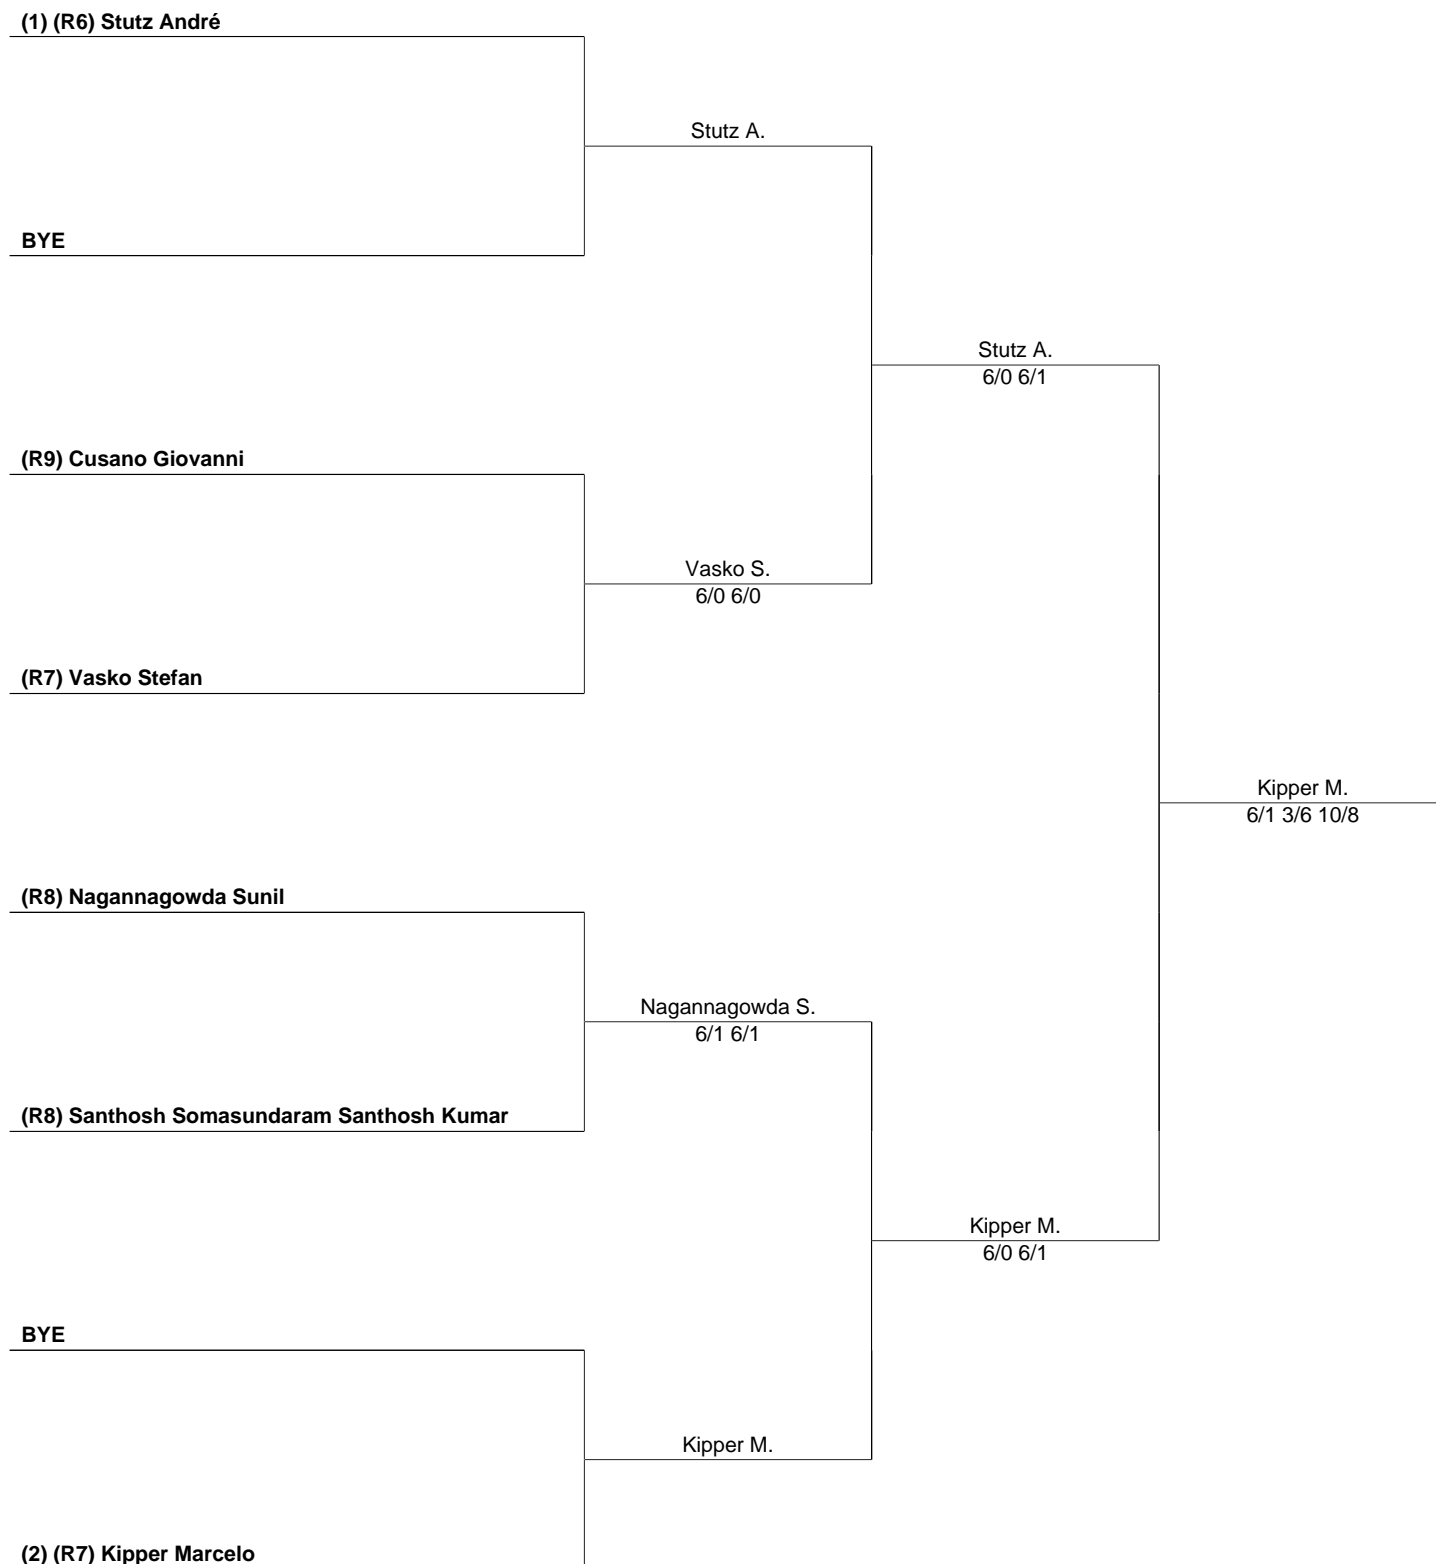 (1) (R6) Stutz André
Stutz A.
BYE
Stutz A.
6/0 6/1
(R9) Cusano Giovanni
Vasko S.
6/0 6/0
(R7) Vasko Stefan
Kipper M.
6/1 3/6 10/8
(R8) Nagannagowda Sunil
Nagannagowda S.
6/1 6/1
(R8) Santhosh Somasundaram Santhosh Kumar
Kipper M.
6/0 6/1
BYE
Kipper M.
(2) (R7) Kipper Marcelo